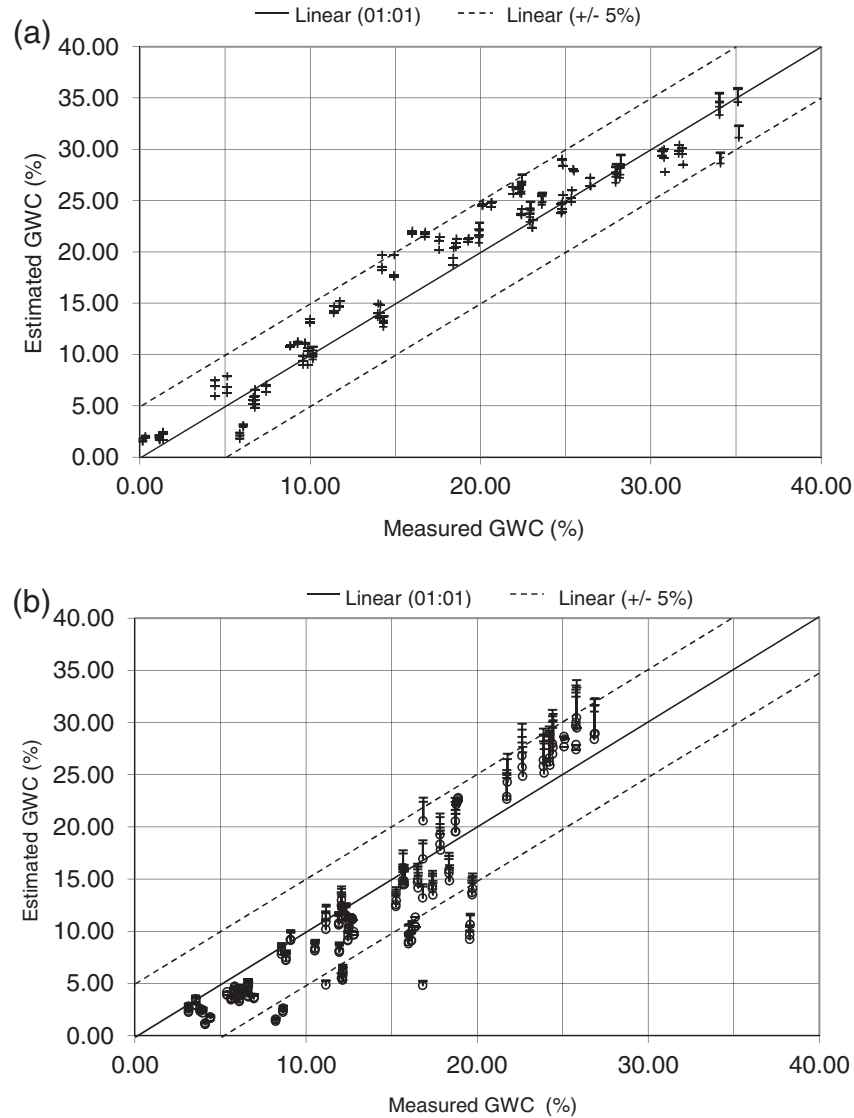 (a)
Linear (01:01) Linear (+/- 5%)
40.00
35.00
30.00
25.00
20.00
15.00
10.00
5.00
0.00
Estimated GWC (%)
0.00 10.00 20.00 30.00 40.00
Measured GWC (%)
(b)
Linear (01:01) Linear (+/- 5%)
40.00
35.00
30.00
25.00
20.00
15.00
10.00
5.00
0.00
Estimated GWC (%)
0.00 10.00 20.00 30.00 40.00
Measured GWC (%)